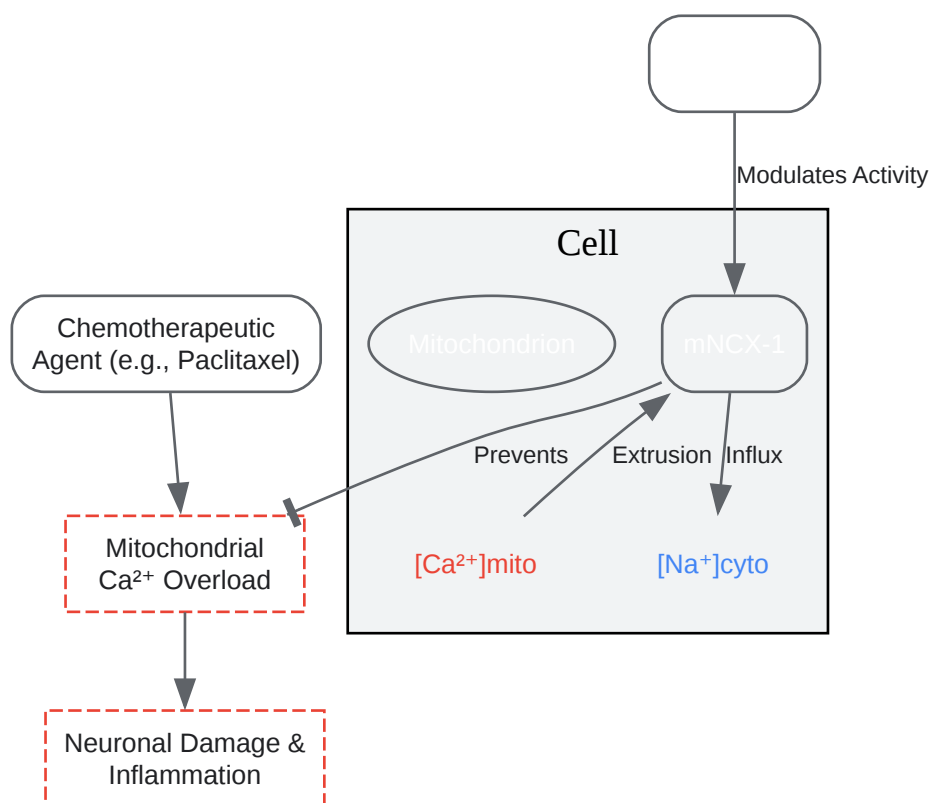 Modulates Activity
Cell
Chemotherapeutic
Agent (e.g., Paclitaxel)
Mitochondrion
mNCX-1
Prevents
Extrusion
Influx
Mitochondrial
Ca²⁺ Overload
[Ca²⁺]mito
[Na⁺]cyto
Neuronal Damage &
Inflammation